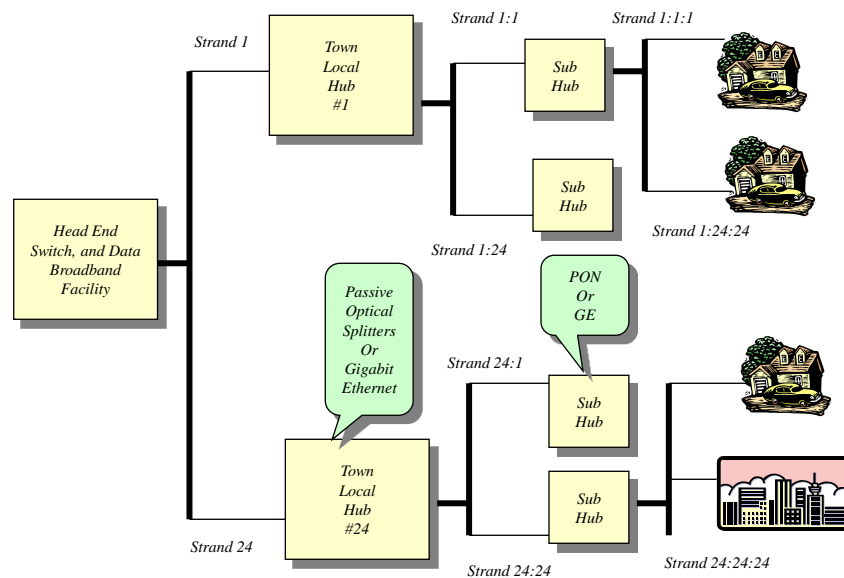 Strand 1
Town
Local
Hub
#1
Strand 1:1
Strand 1:1:1
Sub
Hub
Sub
Hub
Strand 1:24
Strand 1:24:24
Head End
Switch, and Data
Broadband
Facility
Passive
Optical
Splitters
Or
Gigabit
Ethernet
PON
Or
GE
Strand 24:1
Sub
Hub
Town
Local
Hub
#24
Sub
Hub
Strand 24
Strand 24:24
Strand 24:24:24